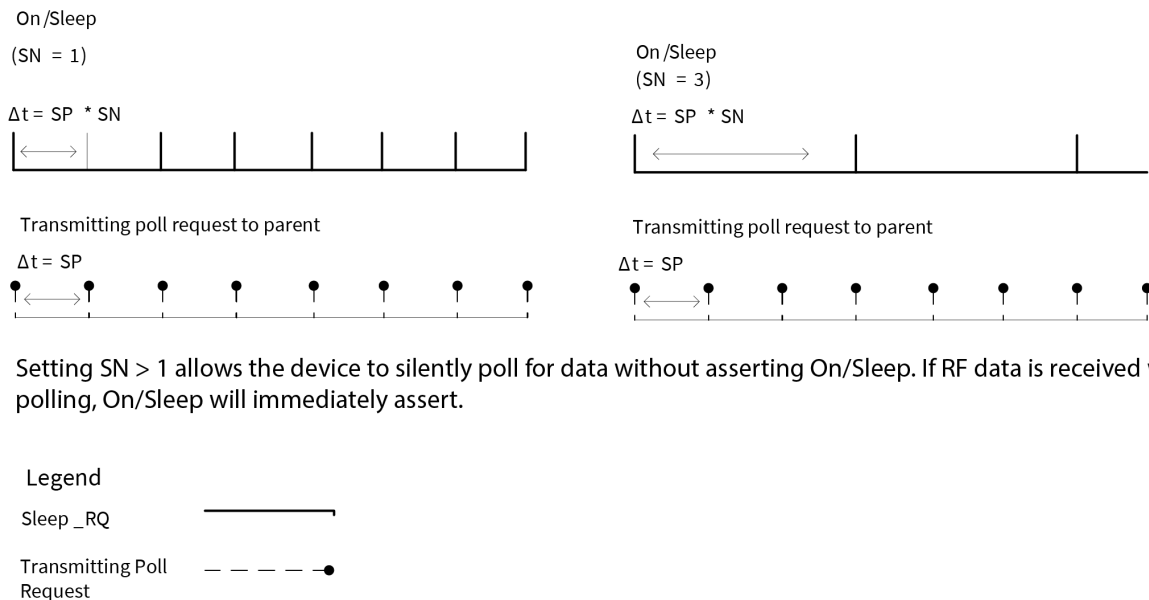 On/Sleep
(SN = 1)
Δt = SP * SN
Transmitting poll request to parent
Δt = SP
On/Sleep
(SN = 3)
Δt = SP * SN
Transmitting poll request to parent
Δt = SP
Setting SN > 1 allows the device to silently poll for data without asserting On/Sleep. If RF data is received
polling, On/Sleep will immediately assert.
Legend
Sleep_RQ
Transmitting Poll
Request